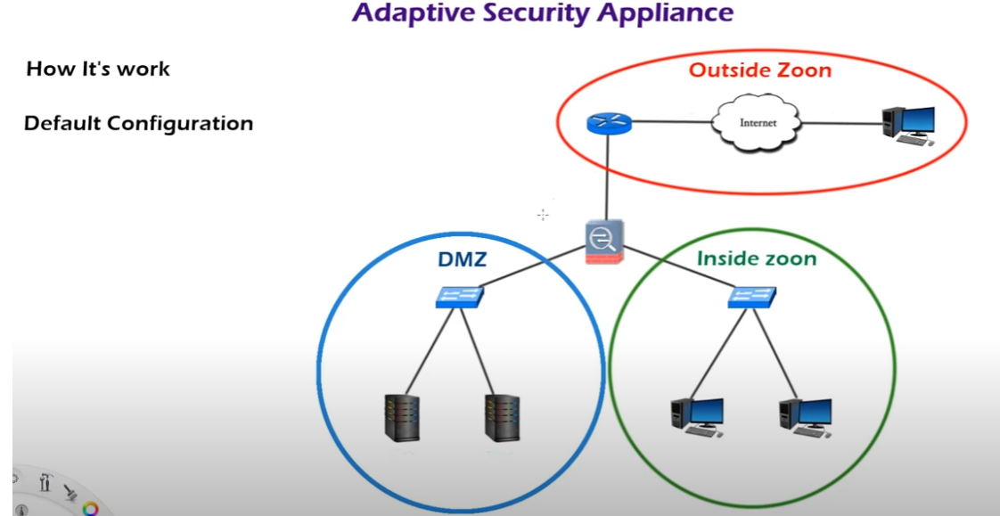 Adaptive Security Appliance
How It's work
Outside Zoon
Default Configuration
Internet
DMZ
Inside zoon